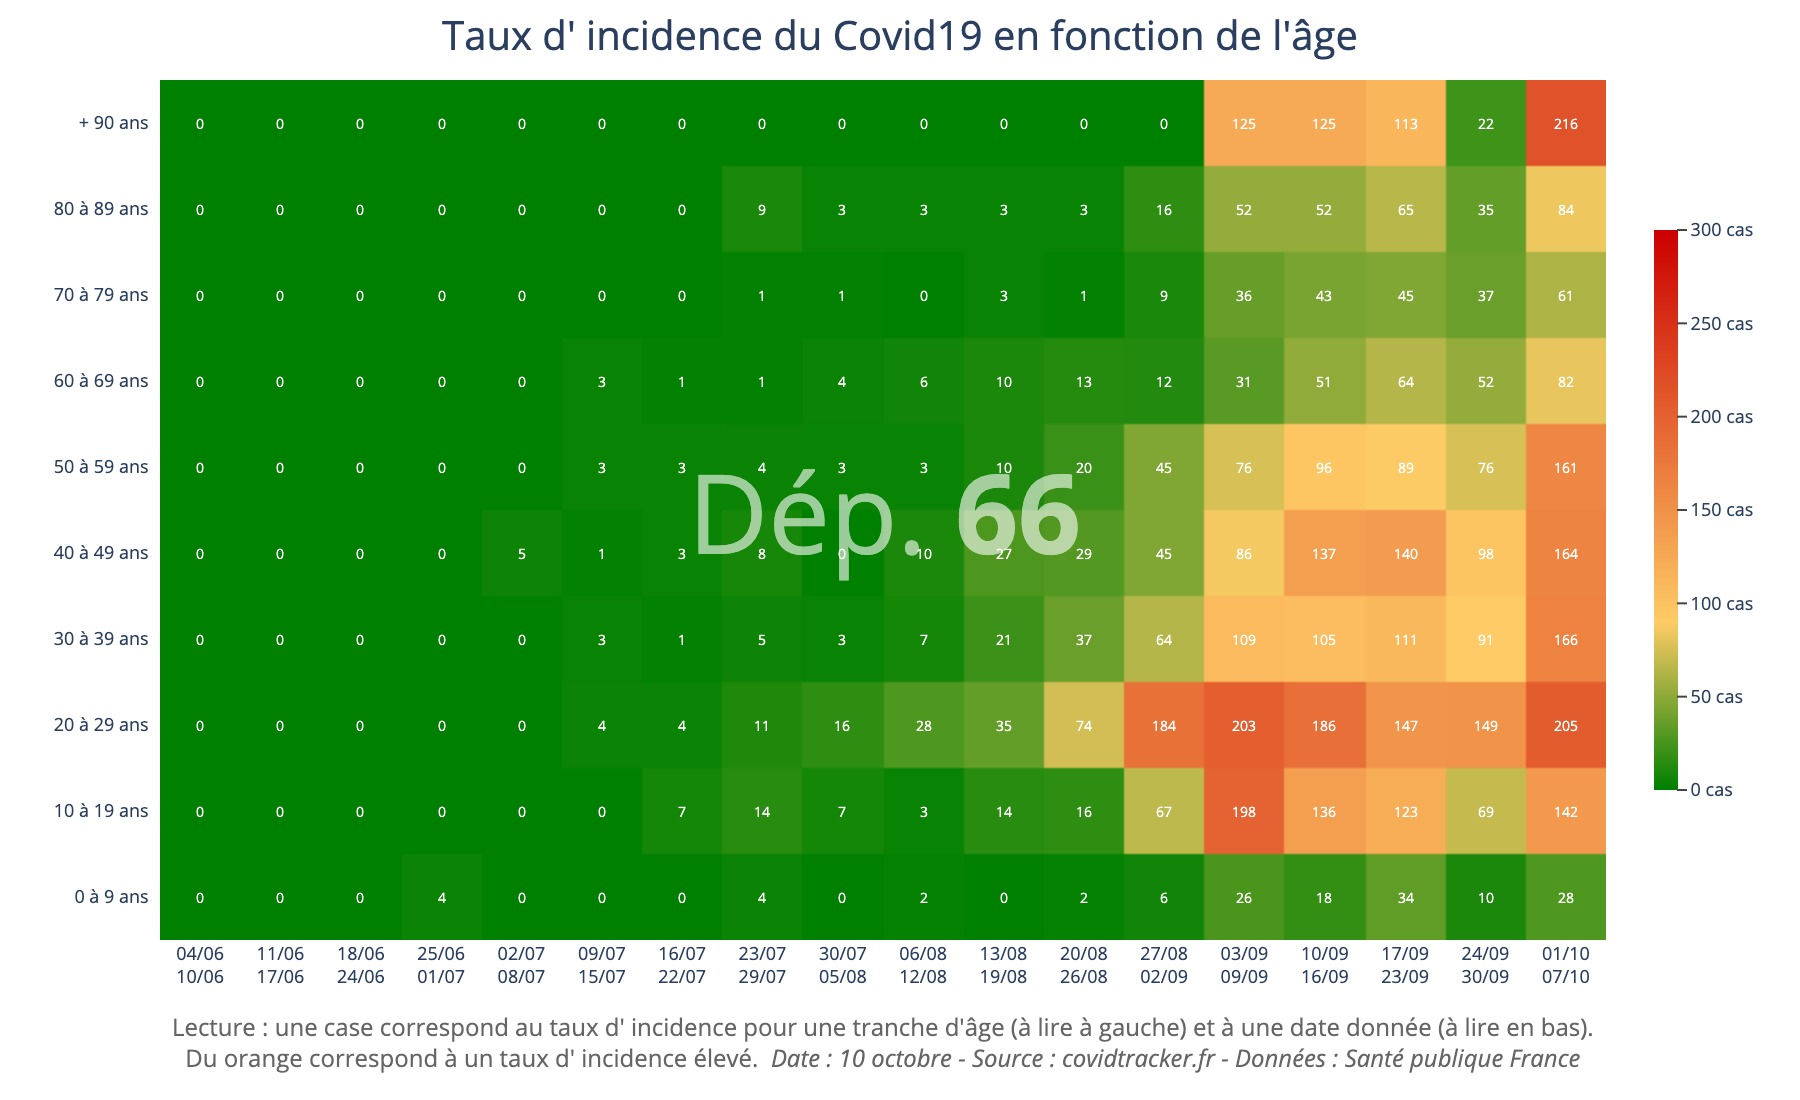 Taux d' incidence du Covid19 en fonction de l'âge
+ 90 ans 0 0 0 0 0 0 0 0 0 0 0 0 0 125 125 113 22 216
80 à 89 ans 0 0 0 0 0 0 0 9 3 3 3 3 16 52 52 65 35 84
70 à 79 ans 0 0 0 0 0 0 0 1 1 0 3 1 9 36 43 45 37 61
60 à 69 ans 0 0 0 0 0 3 1 1 4 6 10 13 12 31 51 64 52 82
50 à 59 ans 0 0 0 0 0 3 3 4 3 3 10 20 45 76 96 89 76 161
Dép. 66
40 à 49 ans 0 0 0 0 5 1 3 8 0 10 27 29 45 86 137 140 98 164
30 à 39 ans 0 0 0 0 0 3 1 5 3 7 21 37 64 109 105 111 91 166
20 à 29 ans 0 0 0 0 0 4 4 11 16 28 35 74 184 203 186 147 149 205
10 à 19 ans 0 0 0 0 0 0 7 14 7 3 14 16 67 198 136 123 69 142
0 à 9 ans 0 0 0 4 0 0 0 4 0 2 0 2 6 26 18 34 10 28
04/06 11/06 18/06 25/06 02/07 09/07 16/07 23/07 30/07 06/08 13/08 20/08 27/08 03/09 10/09 17/09 24/09 01/10
10/06 17/06 24/06 01/07 08/07 15/07 22/07 29/07 05/08 12/08 19/08 26/08 02/09 09/09 16/09 23/09 30/09 07/10
300 cas
250 cas
200 cas
150 cas
100 cas
50 cas
0 cas
Lecture : une case correspond au taux d' incidence pour une tranche d'âge (à lire à gauche) et à une date donnée (à lire en bas).
Du orange correspond à un taux d' incidence élevé. Date : 10 octobre - Source : covidtracker.fr - Données : Santé publique France